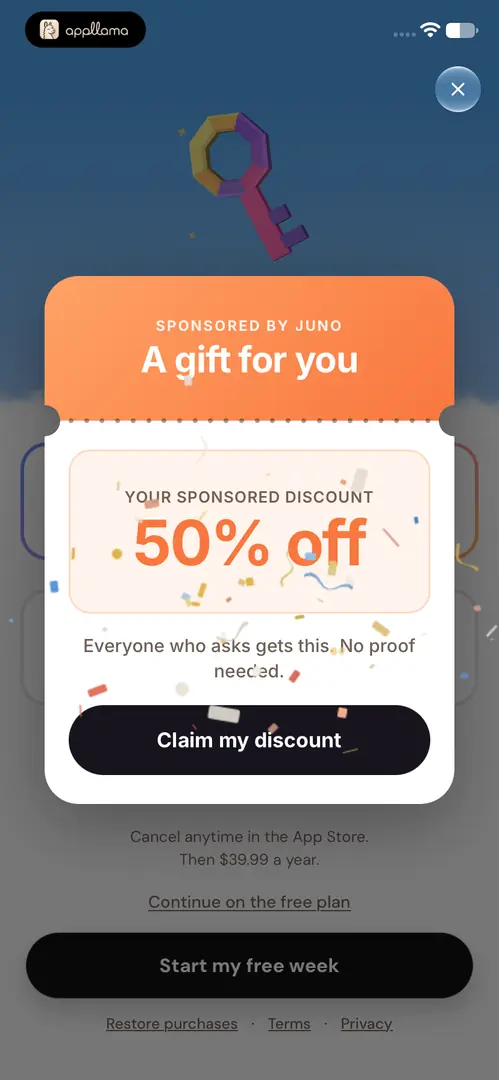 appllama
SPONSORED BY JUNO
A gift for you
YOUR SPONSORED DISCOUNT
50% off
Everyone who asks gets this. No proof
needed.
Claim my discount
Cancel anytime in the App Store.
Then $39.99 a year.
Continue on the free plan
Start my free week
Restore purchases · Terms · Privacy